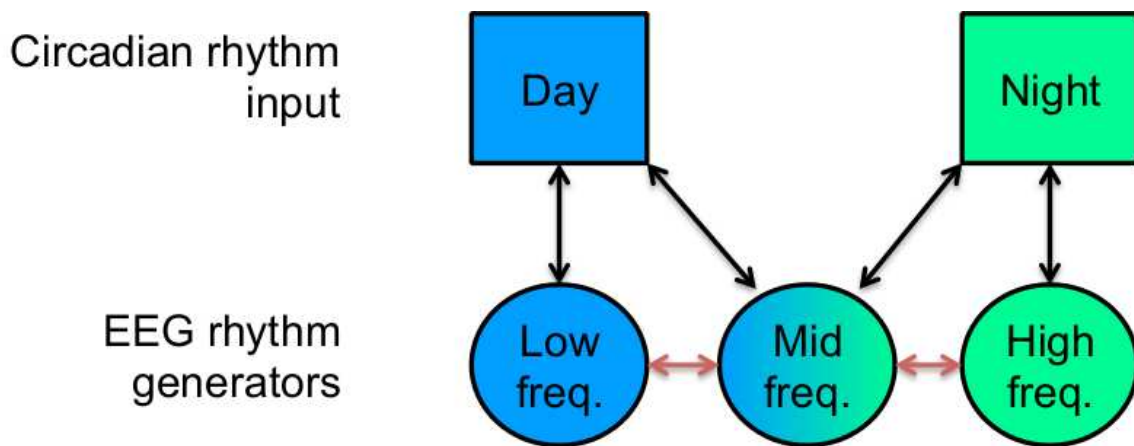 Circadian rhythm
input
Day
Night
EEG rhythm
generators
Low
freq.
Mid
freq.
High
freq.